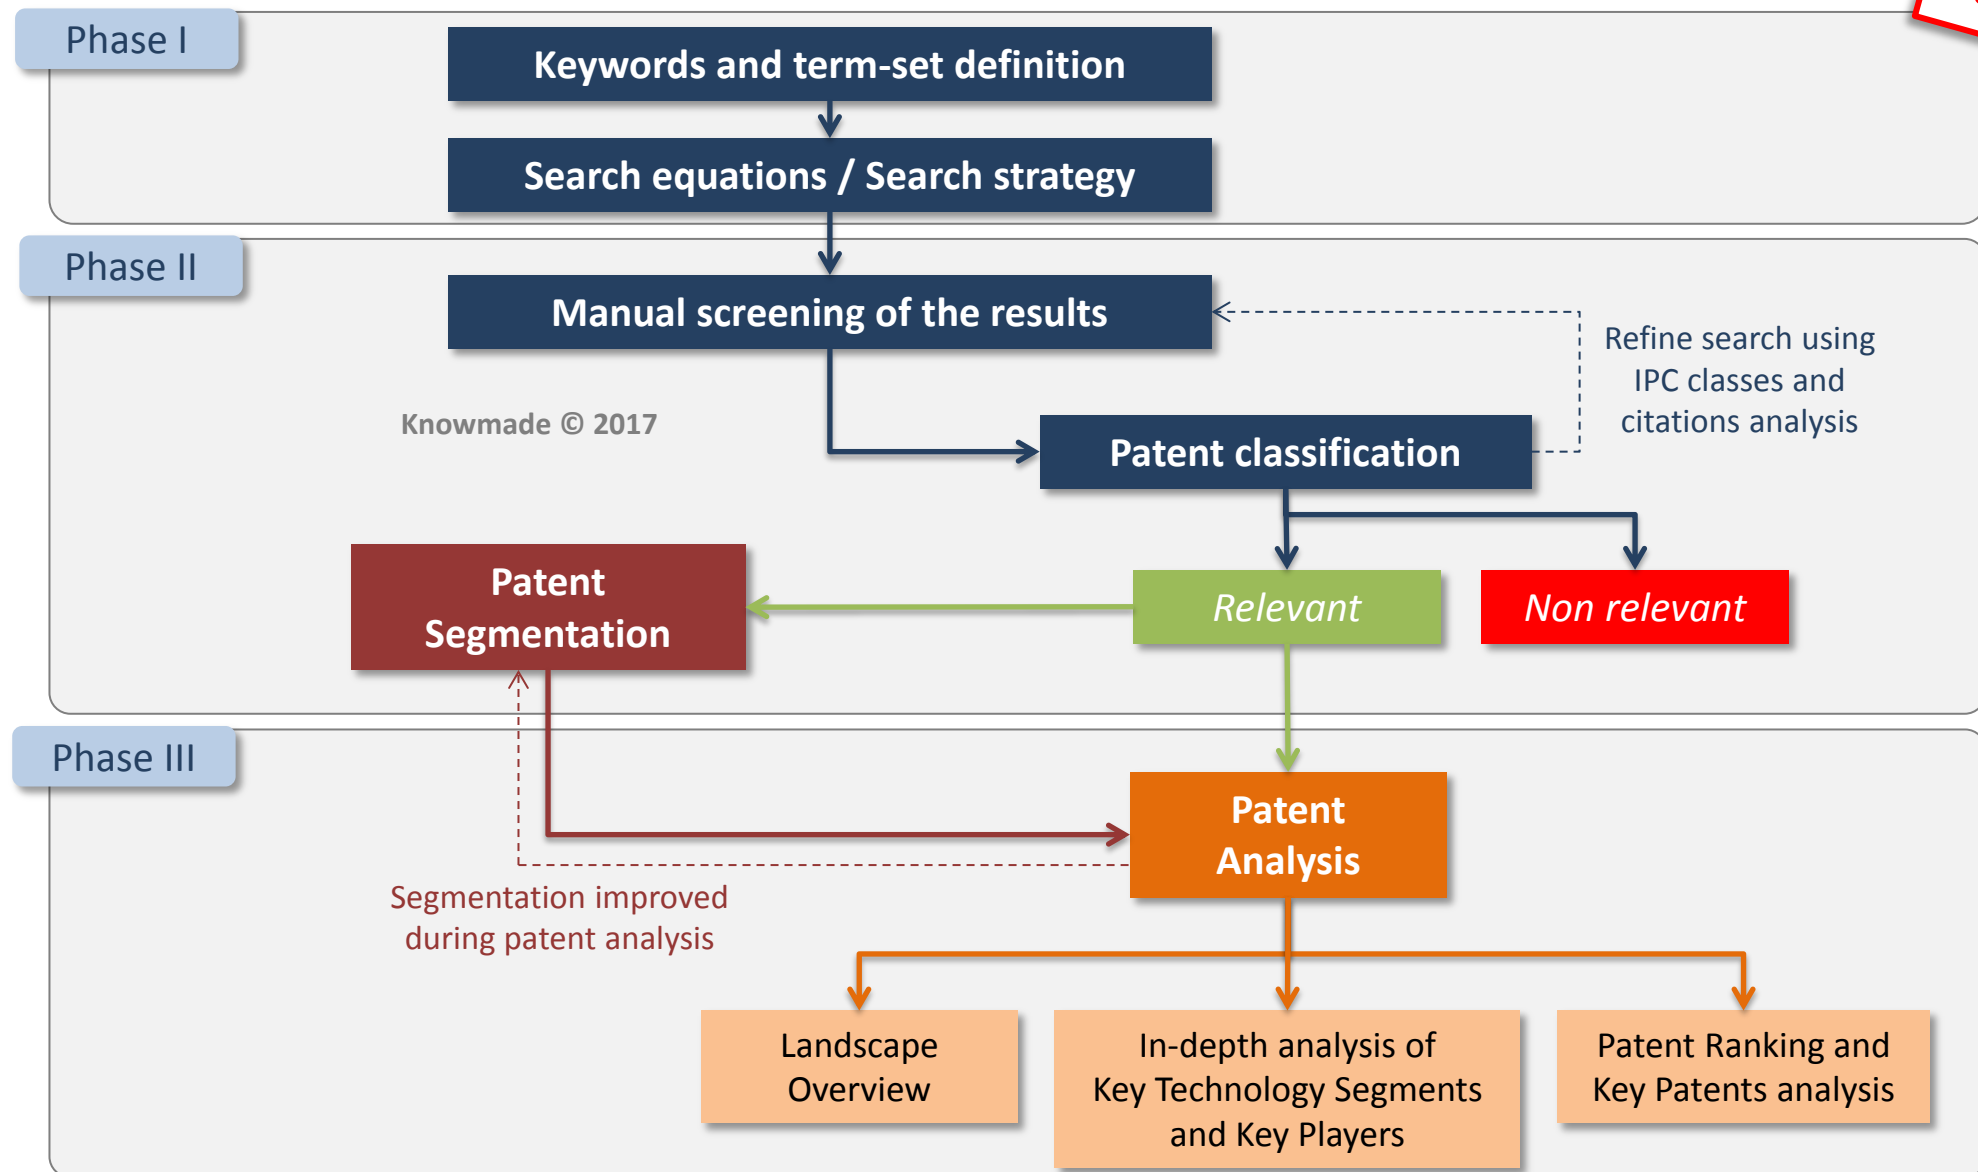 Phase I
Keywords and term-set definition
Search equations / Search strategy
Phase II
Manual screening of the results
Refine search using
IPC classes and
citations analysis
Knowmade © 2017
Patent classification
Patent
Segmentation
Relevant
Non relevant
Phase III
Patent
Analysis
Segmentation improved
during patent analysis
Landscape
Overview
In-depth analysis of
Key Technology Segments
and Key Players
Patent Ranking and
Key Patents analysis